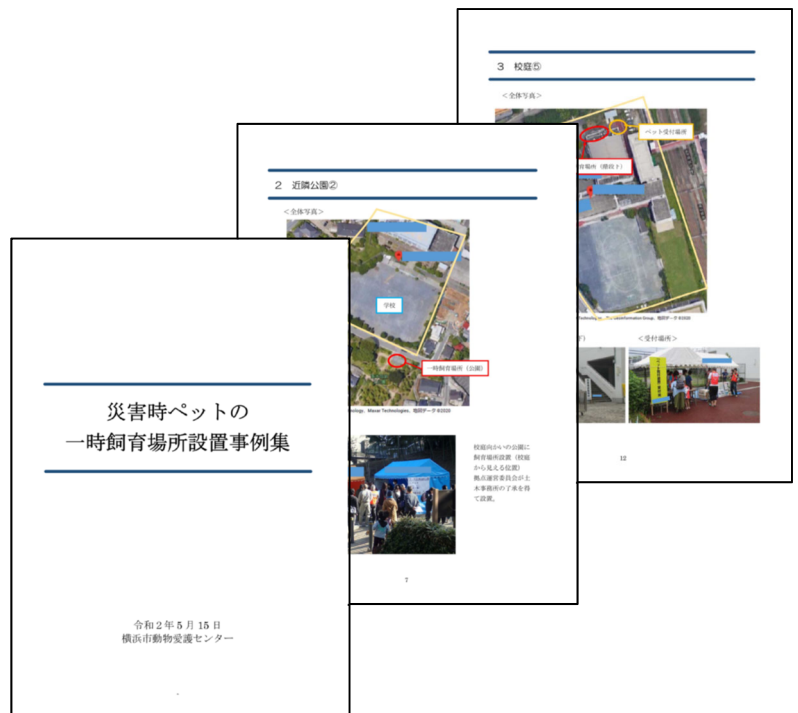 災害時ペットの
一時飼育場所設置事例集
令和２年５月 15 日
横浜市動物愛護センター
２ 近隣公園②
＜全体写真＞
学校
一時飼育場所（公園）
Maxar Technologies、地図データ ©2020
校庭向かいの公園に
飼育場所設置（校庭
から見える位置）
拠点運営委員会が土
木事務所の了承を得
て設置。
7
３ 校庭⑤
＜全体写真＞
ペット受付場所
育場所（階段下）
＜受付場所＞
12